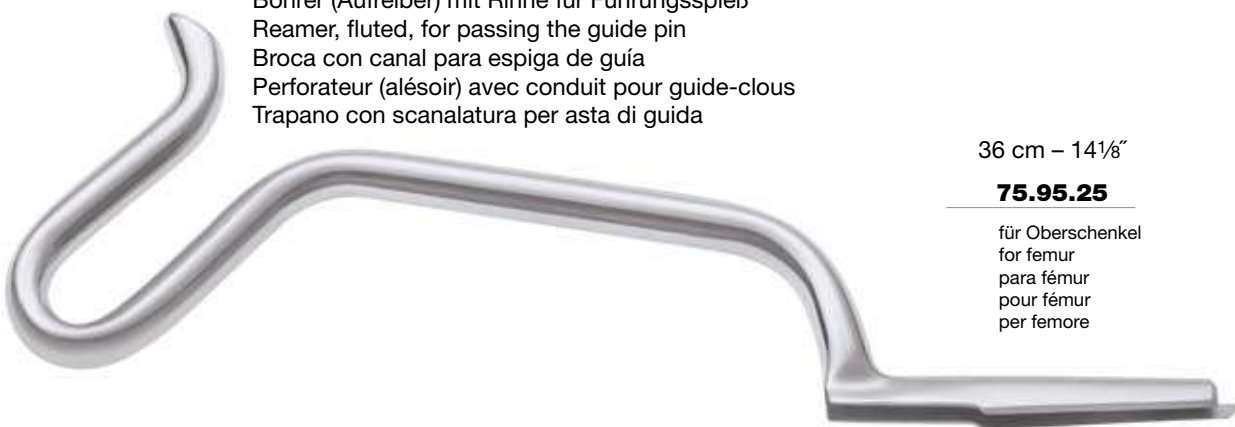 Bohrer (Aufreiber) mit Rinne für Führungsspieß
Reamer, fluted, for passing the guide pin
Broca con canal para espiga de guía
Perforateur (alésoir) avec conduit pour guide-clous
Trapano con scanalatura per asta di guida
36 cm – 14⅛˝
75.95.25
für Oberschenkel
for femur
para fémur
pour fémur
per femore